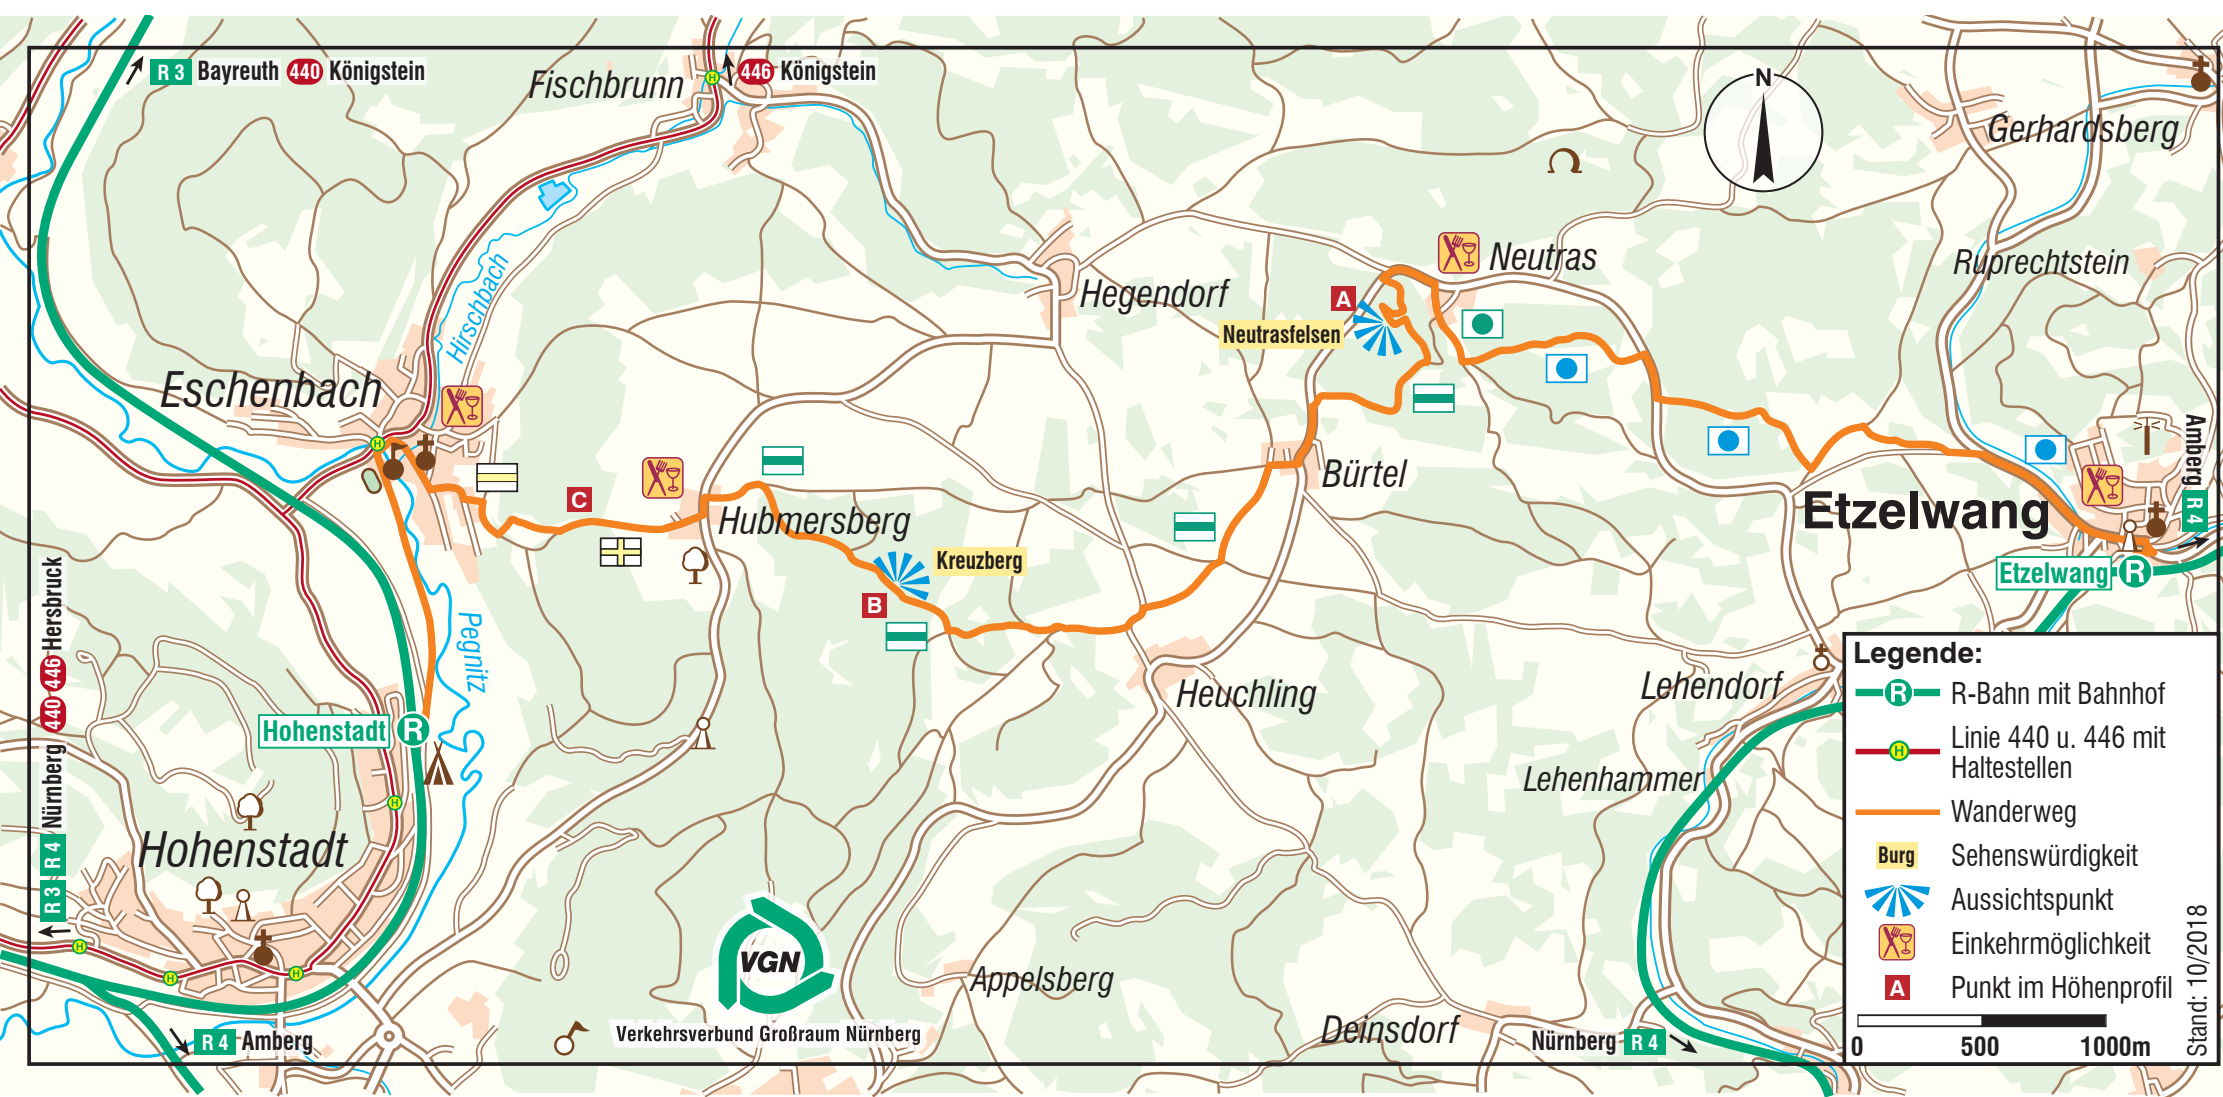 R 3 Bayreuth 440 Königstein
Fischbrunn
446 Königstein
N
Gerhardsberg
Ruprechtstein
Neutras
Hegendorf
A
Neutrasfelsen
Hirschbach
Eschenbach
H
H
Bürtel
C
Hubmersberg
Kreuzberg
B
Etzelwang
Etzelwang R
Amberg R 4
Pegnitz
Hohenstadt R
H
Heuchling
Lehendorf
Lehenhammer
R 3 R 4 Nürnberg 440 446 Hersbruck
Hohenstadt
H
H
H
R 4 Amberg
VGN
Verkehrsverbund Großraum Nürnberg
Appelsberg
Deinsdorf
Nürnberg R 4
Legende:
R R-Bahn mit Bahnhof
H Linie 440 u. 446 mit
Haltestellen
Wanderweg
Burg Sehenswürdigkeit
Aussichtspunkt
Einkehrmöglichkeit
A Punkt im Höhenprofil
0 500 1000m
Stand: 10/2018